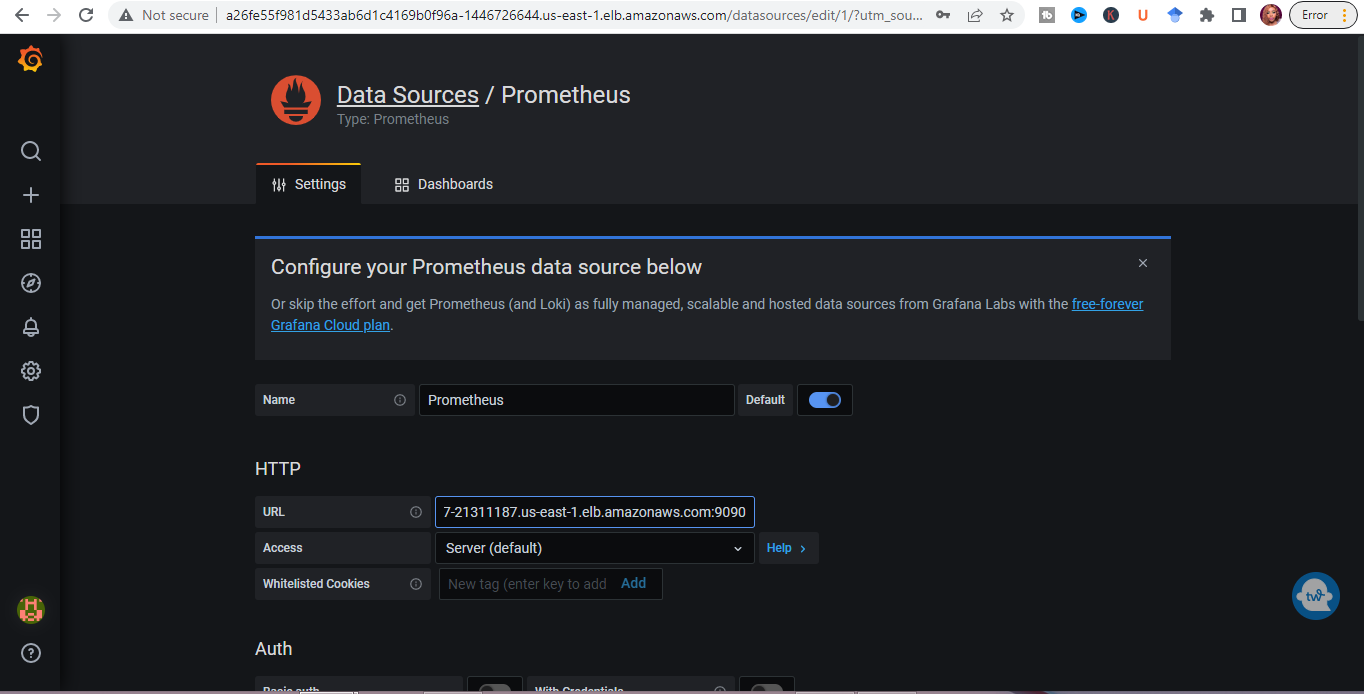 Not secure
a26fe55f981d5433ab6d1c4169b0f96a-1446726644.us-east-1.elb.amazonaws.com/datasources/edit/1/?utm_sou...
tb
K
U
Error
Data Sources / Prometheus
Type: Prometheus
Settings
Dashboards
Configure your Prometheus data source below
Or skip the effort and get Prometheus (and Loki) as fully managed, scalable and hosted data sources from Grafana Labs with the free-forever
Grafana Cloud plan.
Name
Prometheus
Default
HTTP
URL
7-21311187.us-east-1.elb.amazonaws.com:9090
Access
Server (default)
Help
Whitelisted Cookies
New tag (enter key to add
Add
tw
Auth
Basic auth
With Credentials